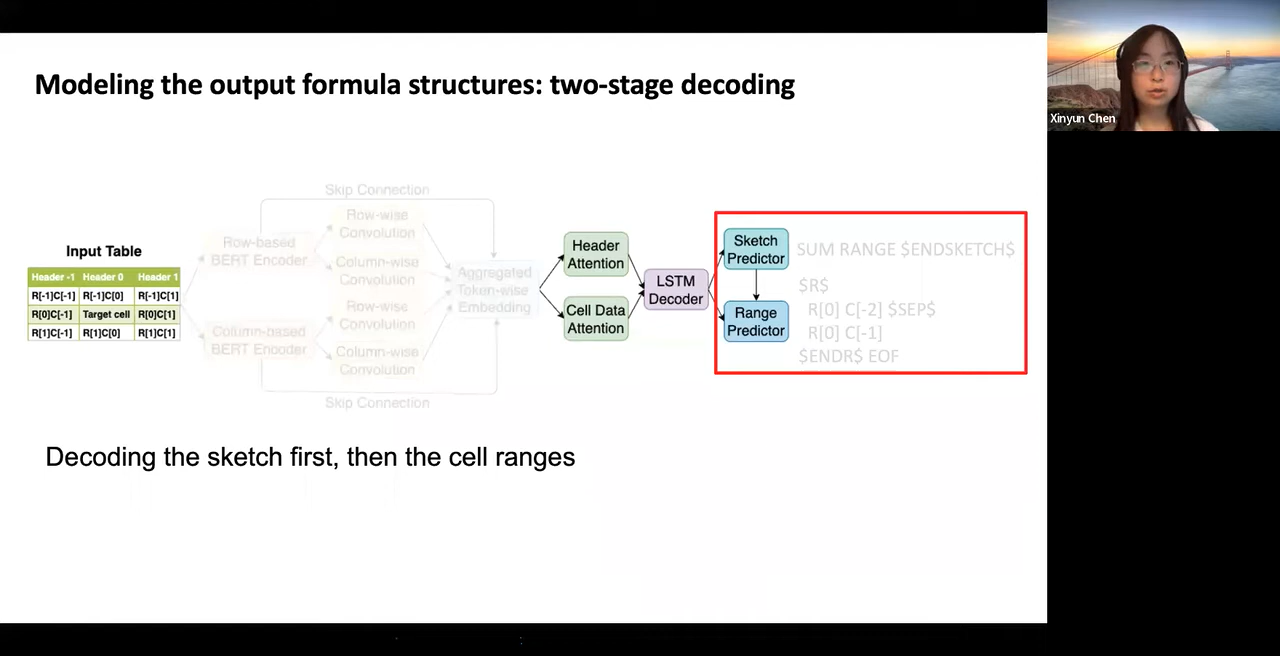 Modeling the output formula structures: two-stage decoding
Xinyun Chen
Skip Connection
Input Table
Header -1 Header 0 Header 1
R[-1]C[-1] R[-1]C[0] R[-1]C[1]
R[0]C[-1] Target cell R[0]C[1]
R[1]C[-1] R[1]C[0] R[1]C[1]
Row-based
BERT Encoder
Column-based
BERT Encoder
Row-wise
Convolution
Column-wise
Convolution
Row-wise
Convolution
Column-wise
Convolution
Skip Connection
Aggregated
Token-wise
Embedding
Header
Attention
Cell Data
Attention
LSTM
Decoder
Sketch
Predictor
Range
Predictor
SUM RANGE $ENDSKETCH$
$R$
R[0] C[-2] $SEP$
R[0] C[-1]
$ENDR$ EOF
Decoding the sketch first, then the cell ranges